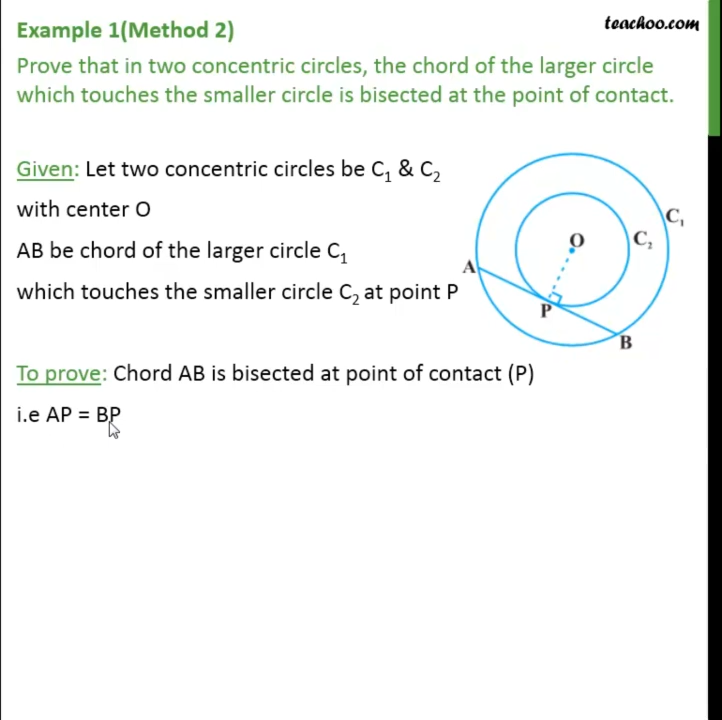 Example 1(Method 2)
teachoo.com
Prove that in two concentric circles, the chord of the larger circle
which touches the smaller circle is bisected at the point of contact.
Given: Let two concentric circles be C₁ & C₂
with center O
AB be chord of the larger circle C₁
which touches the smaller circle C₂ at point P
C₁
C₂
O
A
P
B
To prove: Chord AB is bisected at point of contact (P)
i.e AP = BP